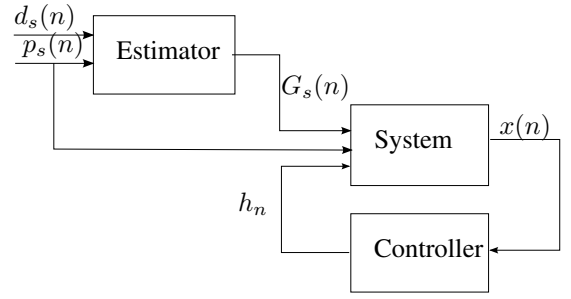 d_s(n)
p_s(n)
Estimator
G_s(n)
System
x(n)
h_n
Controller